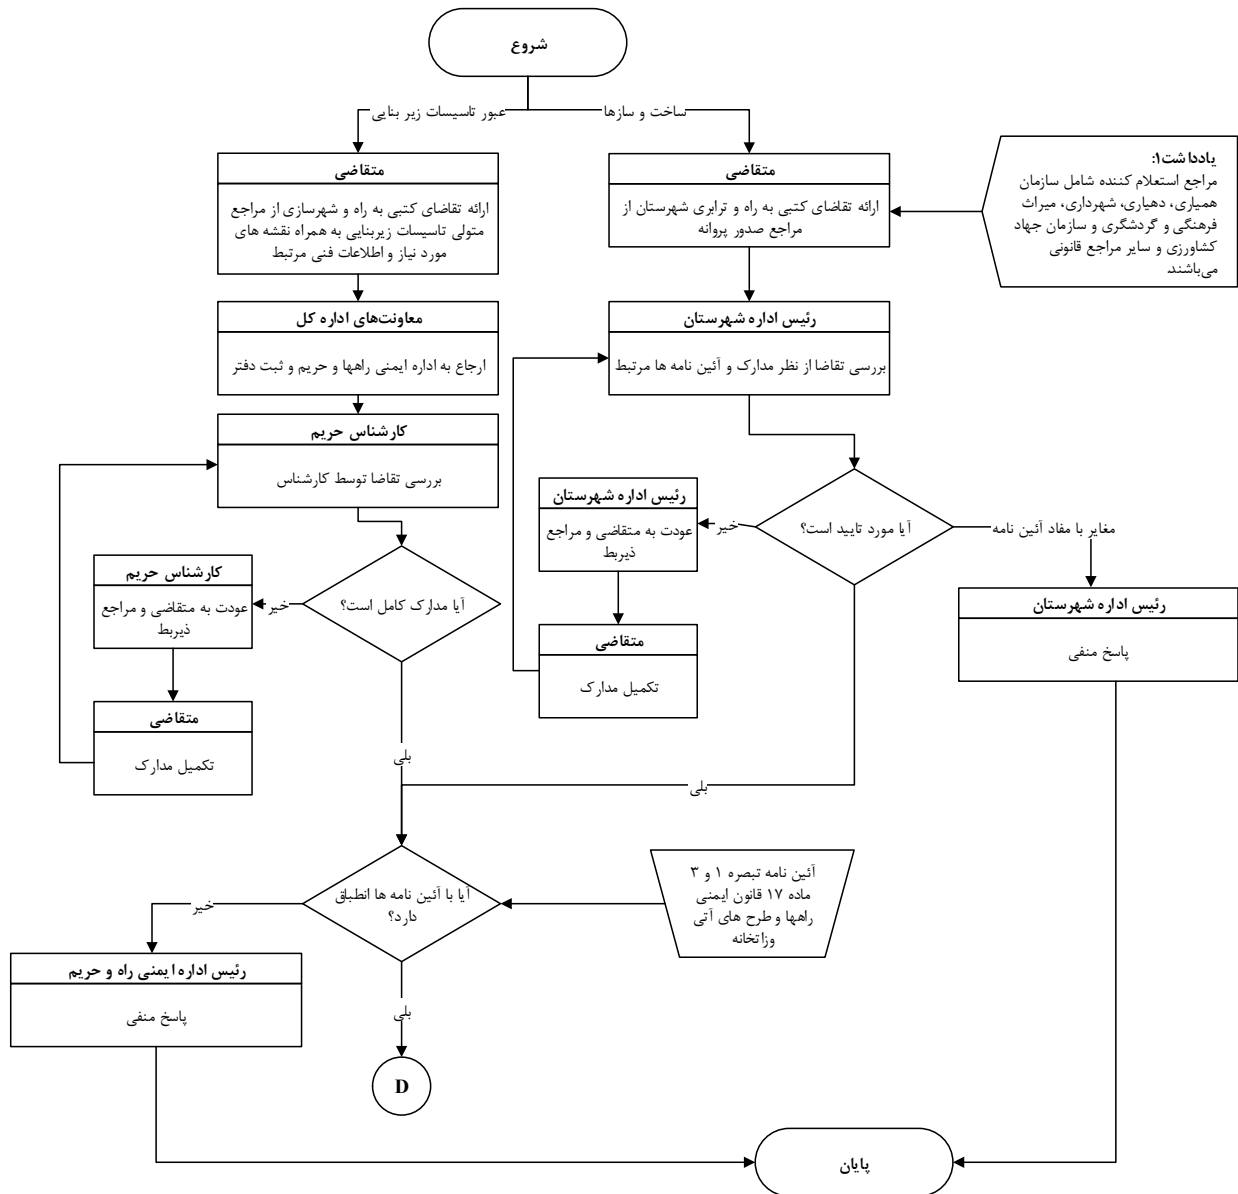 شروع
ساخت و سازها
عبور تاسیسات زیر بنایی
یادداشت۱:
مراجع استعلام کننده شامل سازمان
همیاری، دهیاری، شهرداری، میراث
فرهنگی و گردشگری و سازمان جهاد
کشاورزی و سایر مراجع قانونی
می‌باشند.
متقاضی
ارائه تقاضای کتبی به راه و ترابری شهرستان از
مراجع صدور پروانه
متقاضی
ارائه تقاضای کتبی به راه و شهرسازی از مراجع
متولی تاسیسات زیربنایی به همراه نقشه های
مورد نیاز و اطلاعات فنی مرتبط
رئیس اداره شهرستان
بررسی تقاضا از نظر مدارک و آئین نامه ها مرتبط
معاونت‌های اداره کل
ارجاع به اداره ایمنی راهها و حریم و ثبت دفتر
کارشناس حریم
بررسی تقاضا توسط کارشناس
آیا مورد تایید است؟
مغایر با مفاد آئین نامه
خیر
رئیس اداره شهرستان
عودت به متقاضی و مراجع
ذیربط
رئیس اداره شهرستان
پاسخ منفی
متقاضی
تکمیل مدارک
آیا مدارک کامل است؟
خیر
کارشناس حریم
عودت به متقاضی و مراجع
ذیربط
متقاضی
تکمیل مدارک
بلی
بلی
آئین نامه تبصره ۱ و ۳
ماده ۱۷ قانون ایمنی
راهها و طرح های آتی
وزاتخانه
آیا با آئین نامه ها انطباق
دارد؟
خیر
رئیس اداره ایمنی راه و حریم
پاسخ منفی
بلی
D
پایان